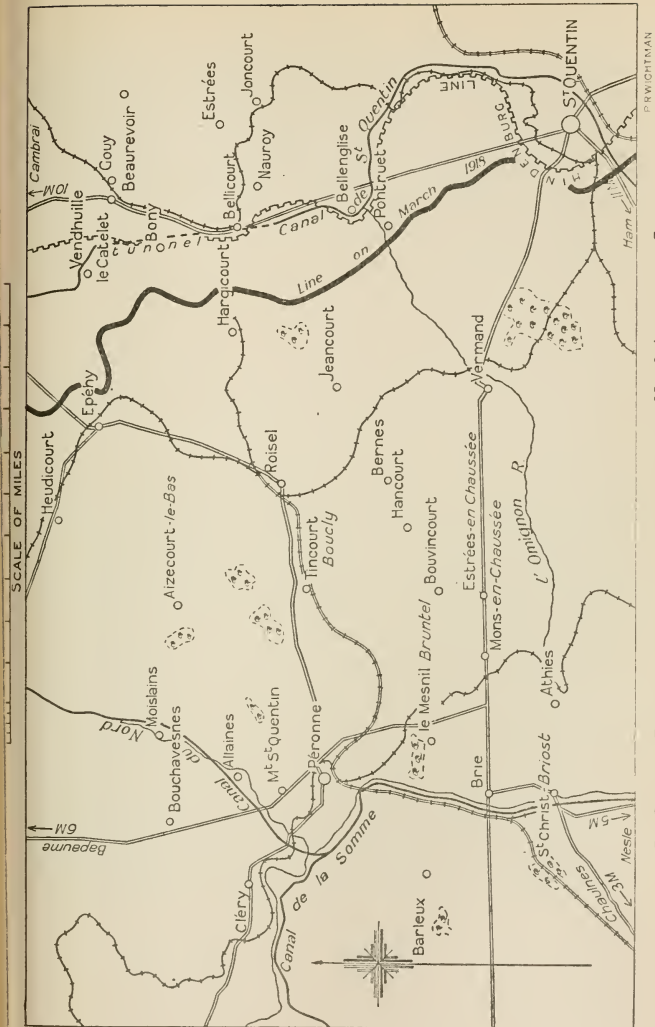 SCALE OF MILES
Cambrai
10M
Gouy
Beaurevoir
Vendhuille
le Catelet
Bony
Tunnel
Estrées
Joncourt
Nauroy
Bellicourt
Bellenglise
Canal
de
St
Quentin
Pontruet
Line
on
March
1918
HINDENBURG
LINE
ST QUENTIN
Ham
Hargicourt
Jeancourt
Vermand
Epéhy
Heudicourt
Roisel
Bernes
Hancourt
Aizecourt-le-Bas
Tincourt
Boucly
Bouvincourt
Estrées-en Chaussée
l' Omignon R
Mons-en-Chaussée
Moislains
Nord
du
Canal
Bouchavesnes
Allaines
Mt St Quentin
Péronne
le Mesnil Bruntel
Athies
Brie
St Christ Briost
5M
Nesle
Chaulnes
3M
Bapaume
6M
Cléry
Canal
de la Somme
Barleux
P R WICHTMAN